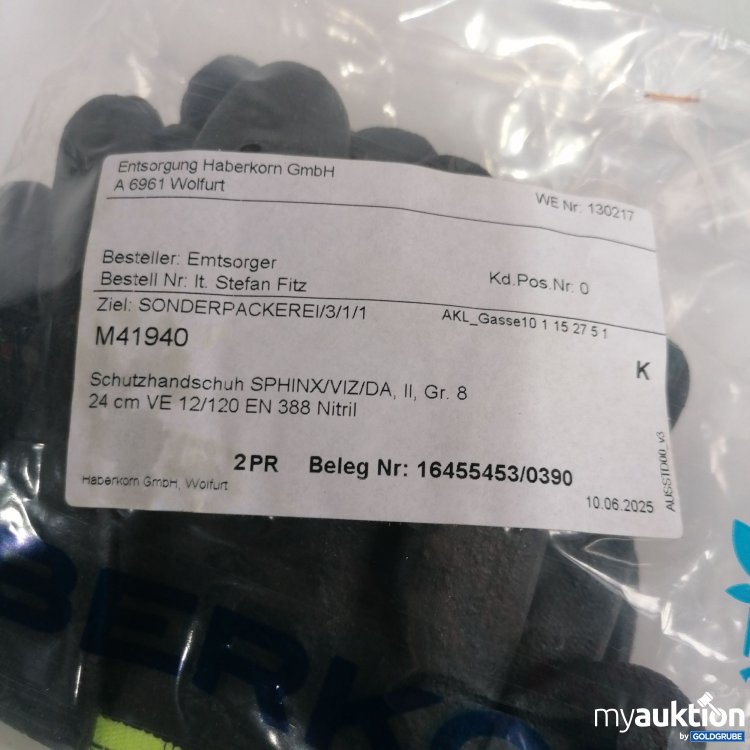 Entsorgung Haberkorn GmbH
A 6961 Wolfurt
WE Nr: 130217
Besteller: Emtsorger
Kd.Pos.Nr: 0
Bestell Nr: lt. Stefan Fitz
Ziel: SONDERPACKEREI/3/1/1
AKL_Gasse10 1 15 27 5 1
M41940
K
Schutzhandschuh SPHINX/VIZ/DA, II, Gr. 8
24 cm VE 12/120 EN 388 Nitril
2PR Beleg Nr: 16455453/0390
Haberkorn GmbH, Wolfurt
10.06.2025
AUSSTD00_v3
BERKO
myauktion
by GOLDGRUBE